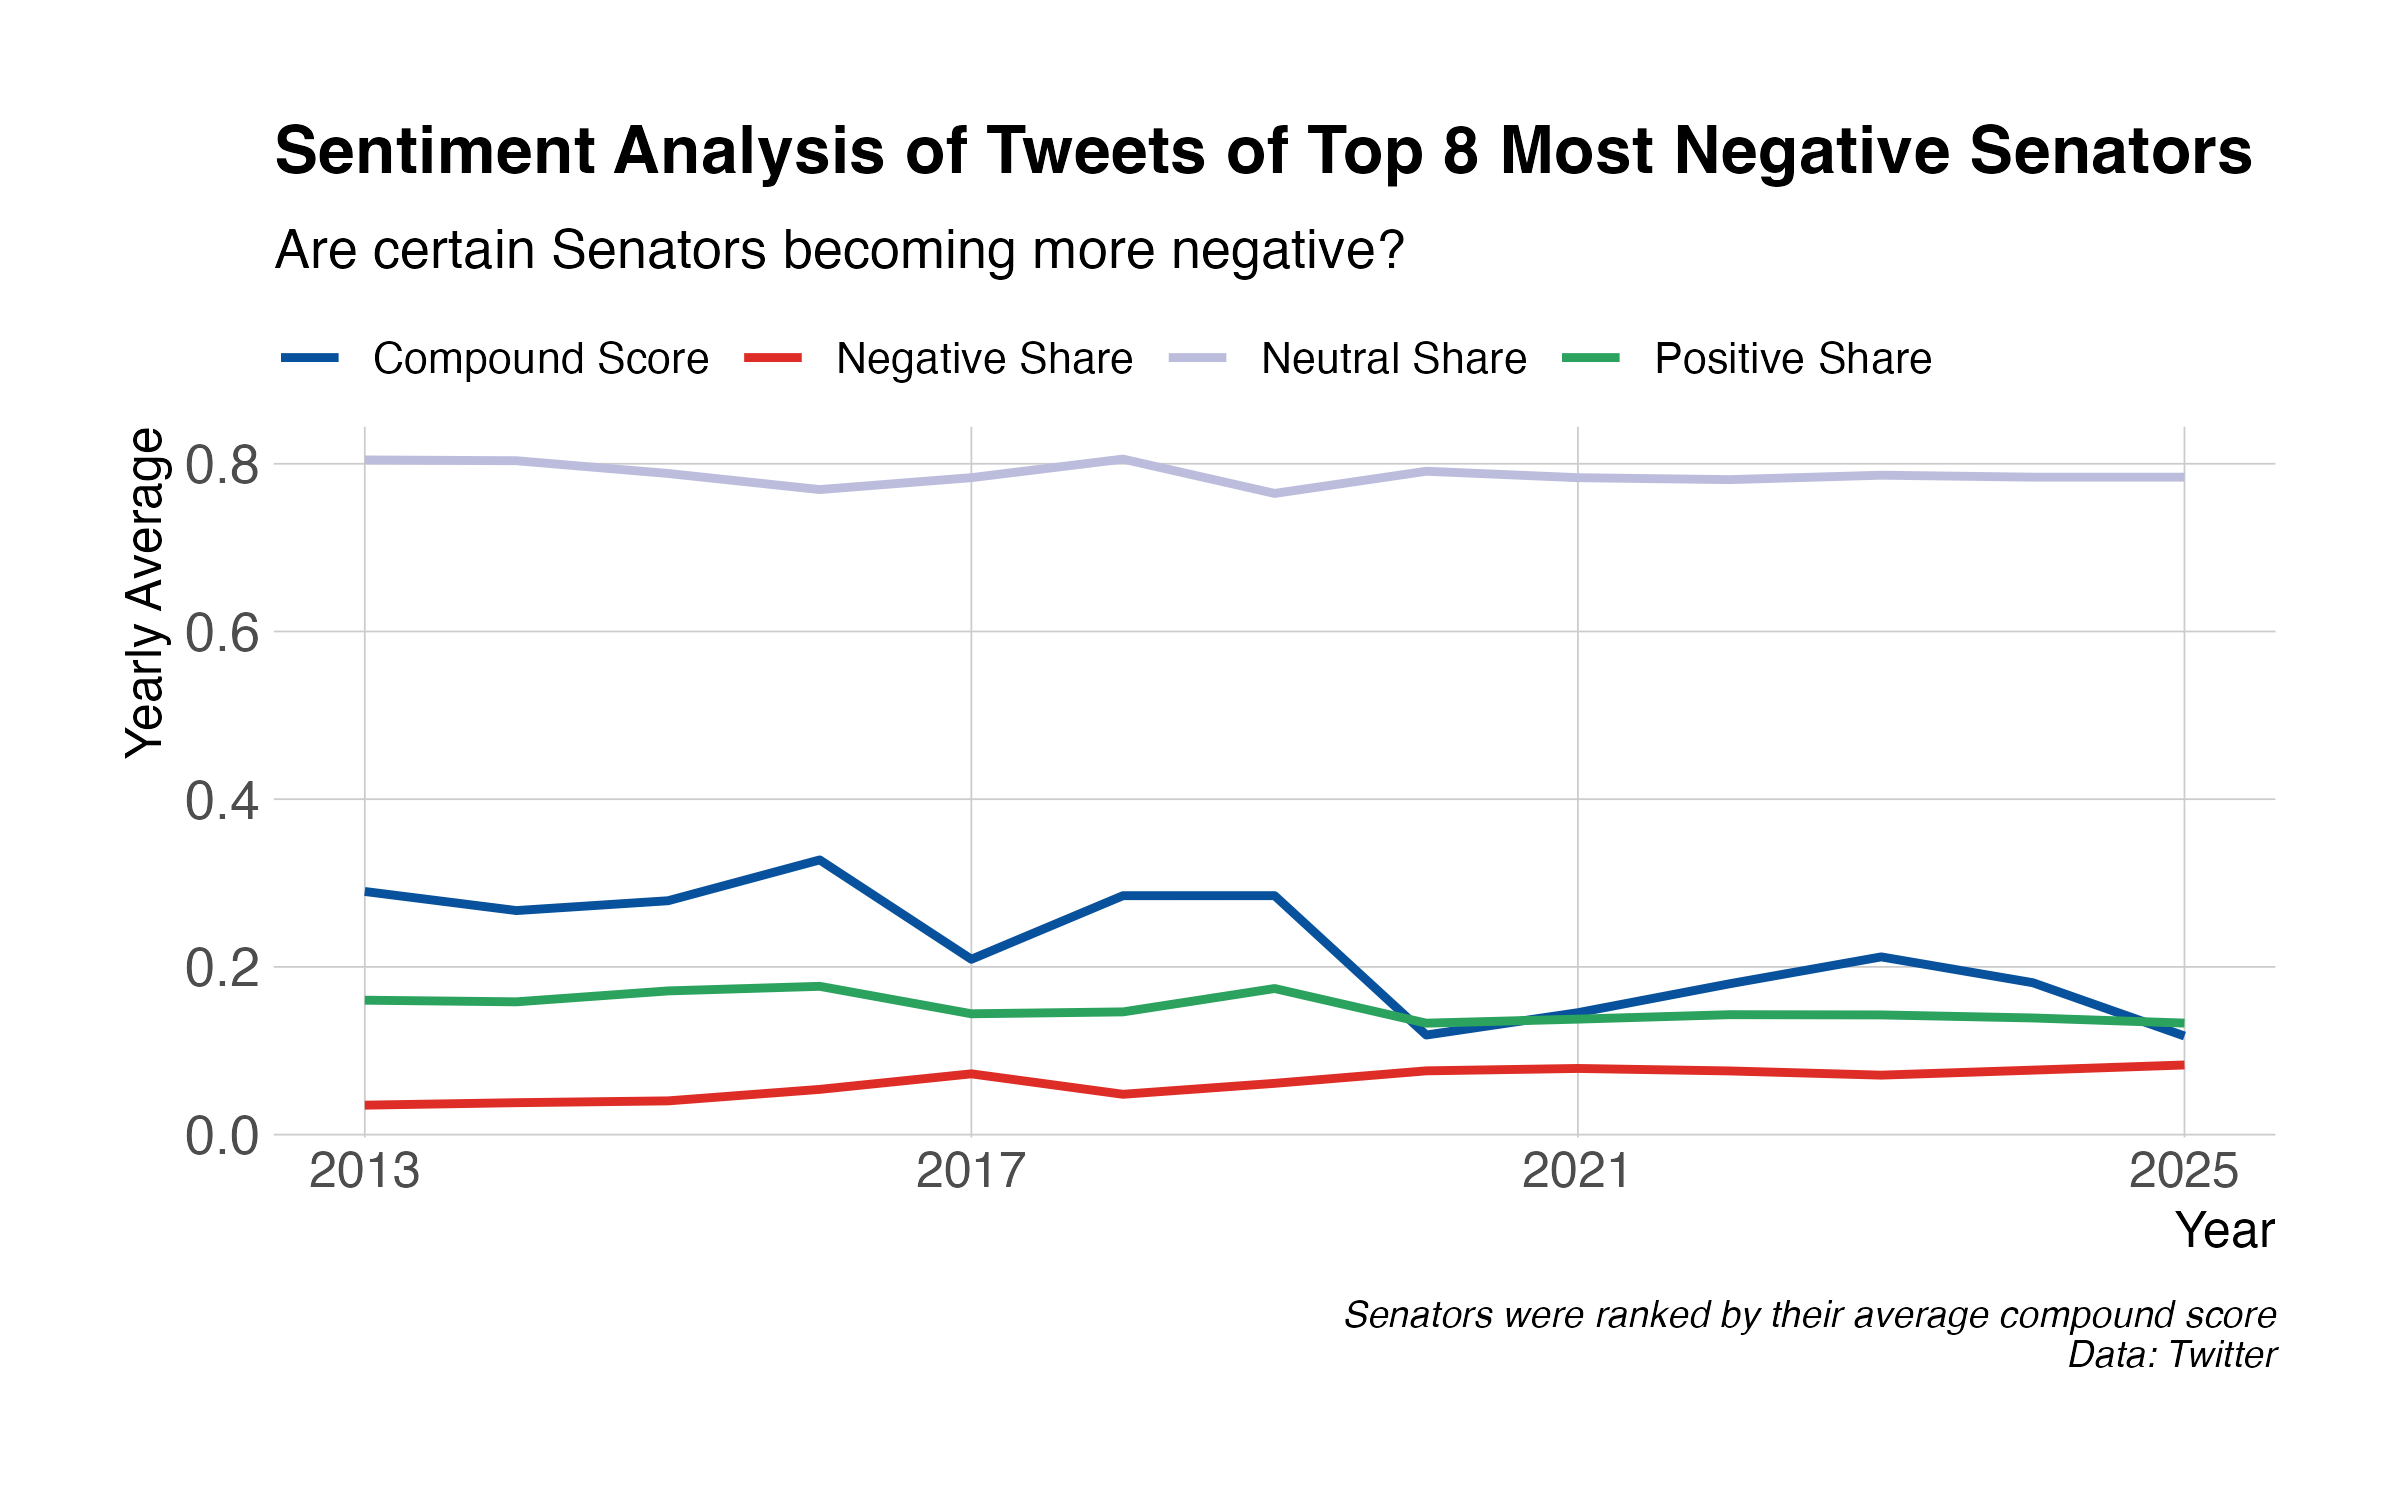 Sentiment Analysis of Tweets of Top 8 Most Negative Senators
Are certain Senators becoming more negative?
Compound Score Negative Share Neutral Share Positive Share
Yearly Average
0.8
0.6
0.4
0.2
0.0
2013 2017 2021 2025
Year
Senators were ranked by their average compound score
Data: Twitter